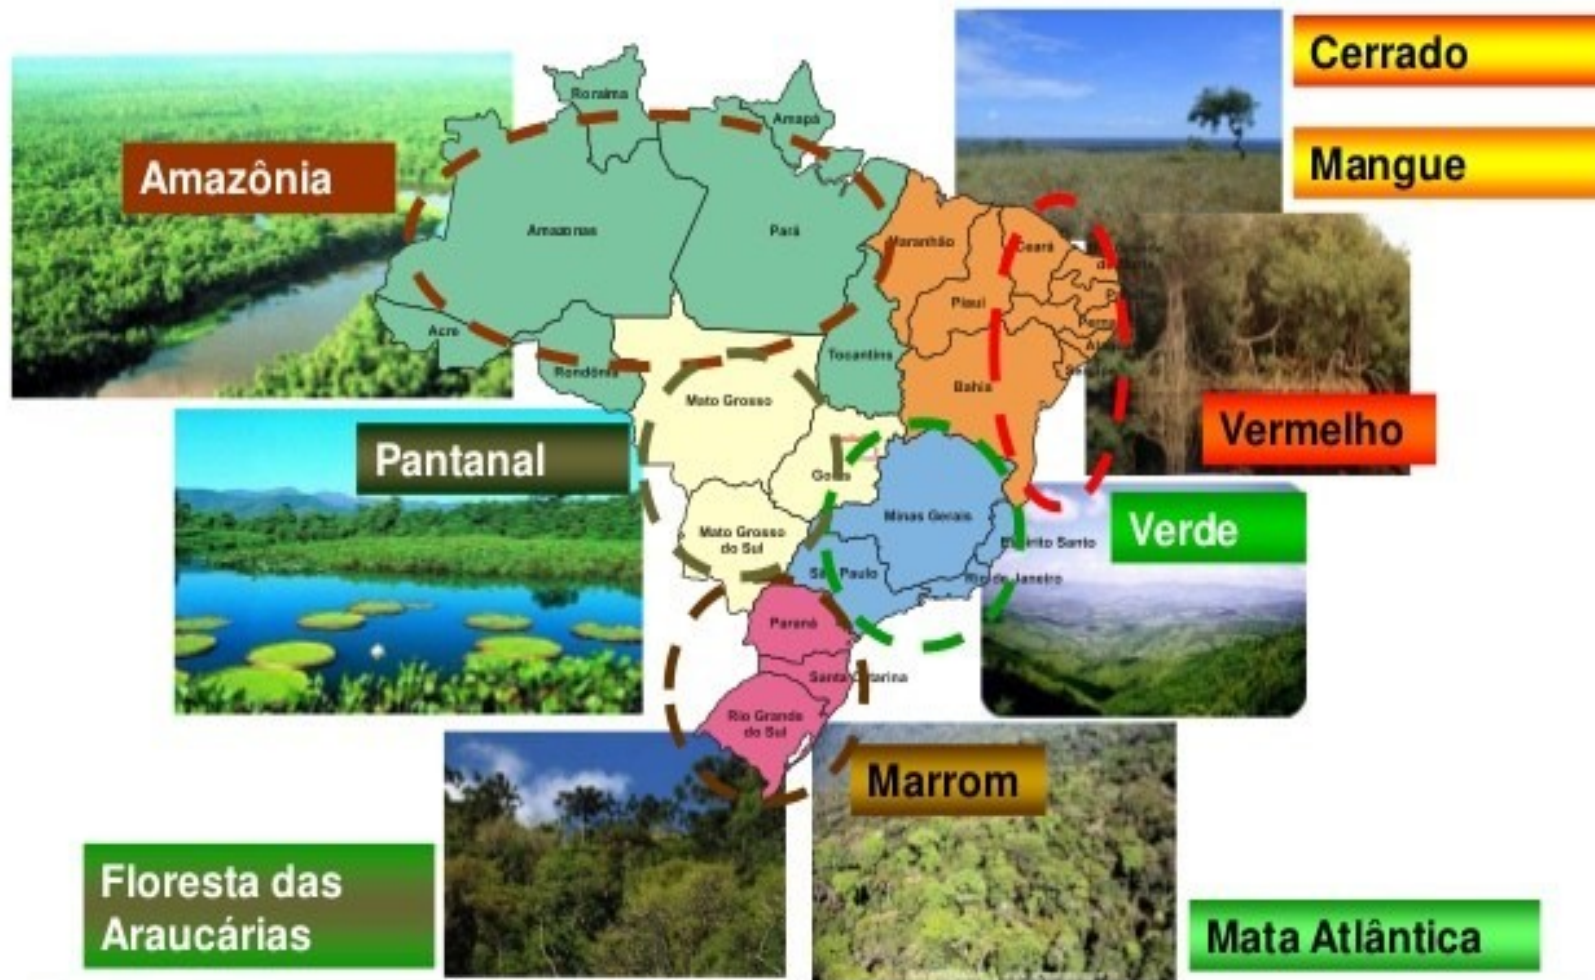 Cerrado
Mangue
Amazônia
Roraima
Amapá
Amazonas
Pará
Maranhão
Ceará
Piauí
Acre
Rondônia
Tocantins
Bahia
Mato Grosso
Vermelho
Pantanal
Goiás
Minas Gerais
Verde
Mato Grosso
do Sul
Espírito Santo
São Paulo
Rio de Janeiro
Paraná
Santa Catarina
Rio Grande
do Sul
Marrom
Floresta das
Araucárias
Mata Atlântica